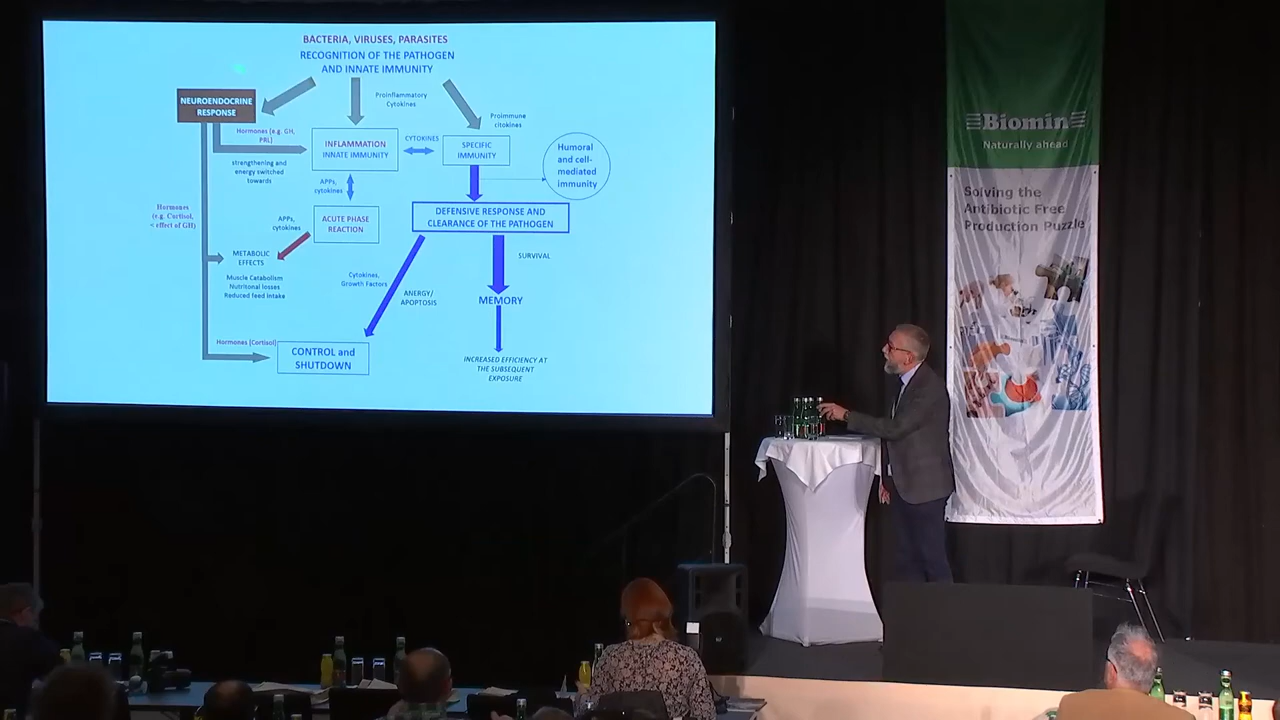 BACTERIA, VIRUSES, PARASITES
RECOGNITION OF THE PATHOGEN
AND INNATE IMMUNITY
NEUROENDOCRINE
RESPONSE
Proinflammatory
Cytokines
Proimmune
citokines
Hormones (e.g. GH,
PRL)
strengthening and
energy switched
towards
INFLAMMATION
INNATE IMMUNITY
CYTOKINES
SPECIFIC
IMMUNITY
Humoral
and cell-
mediated
immunity
APPs,
cytokines
Hormones
(e.g. Cortisol,
< effect of GH)
APPs,
cytokines
ACUTE PHASE
REACTION
DEFENSIVE RESPONSE AND
CLEARANCE OF THE PATHOGEN
METABOLIC
EFFECTS
Muscle Catabolism
Nutritonal losses
Reduced feed intake
Cytokines,
Growth Factors
ANERGY/
APOPTOSIS
SURVIVAL
MEMORY
Hormones (Cortisol)
CONTROL and
SHUTDOWN
INCREASED EFFICIENCY AT
THE SUBSEQUENT
EXPOSURE
Biomin
Naturally ahead
Solving the
Antibiotic Free
Production Puzzle